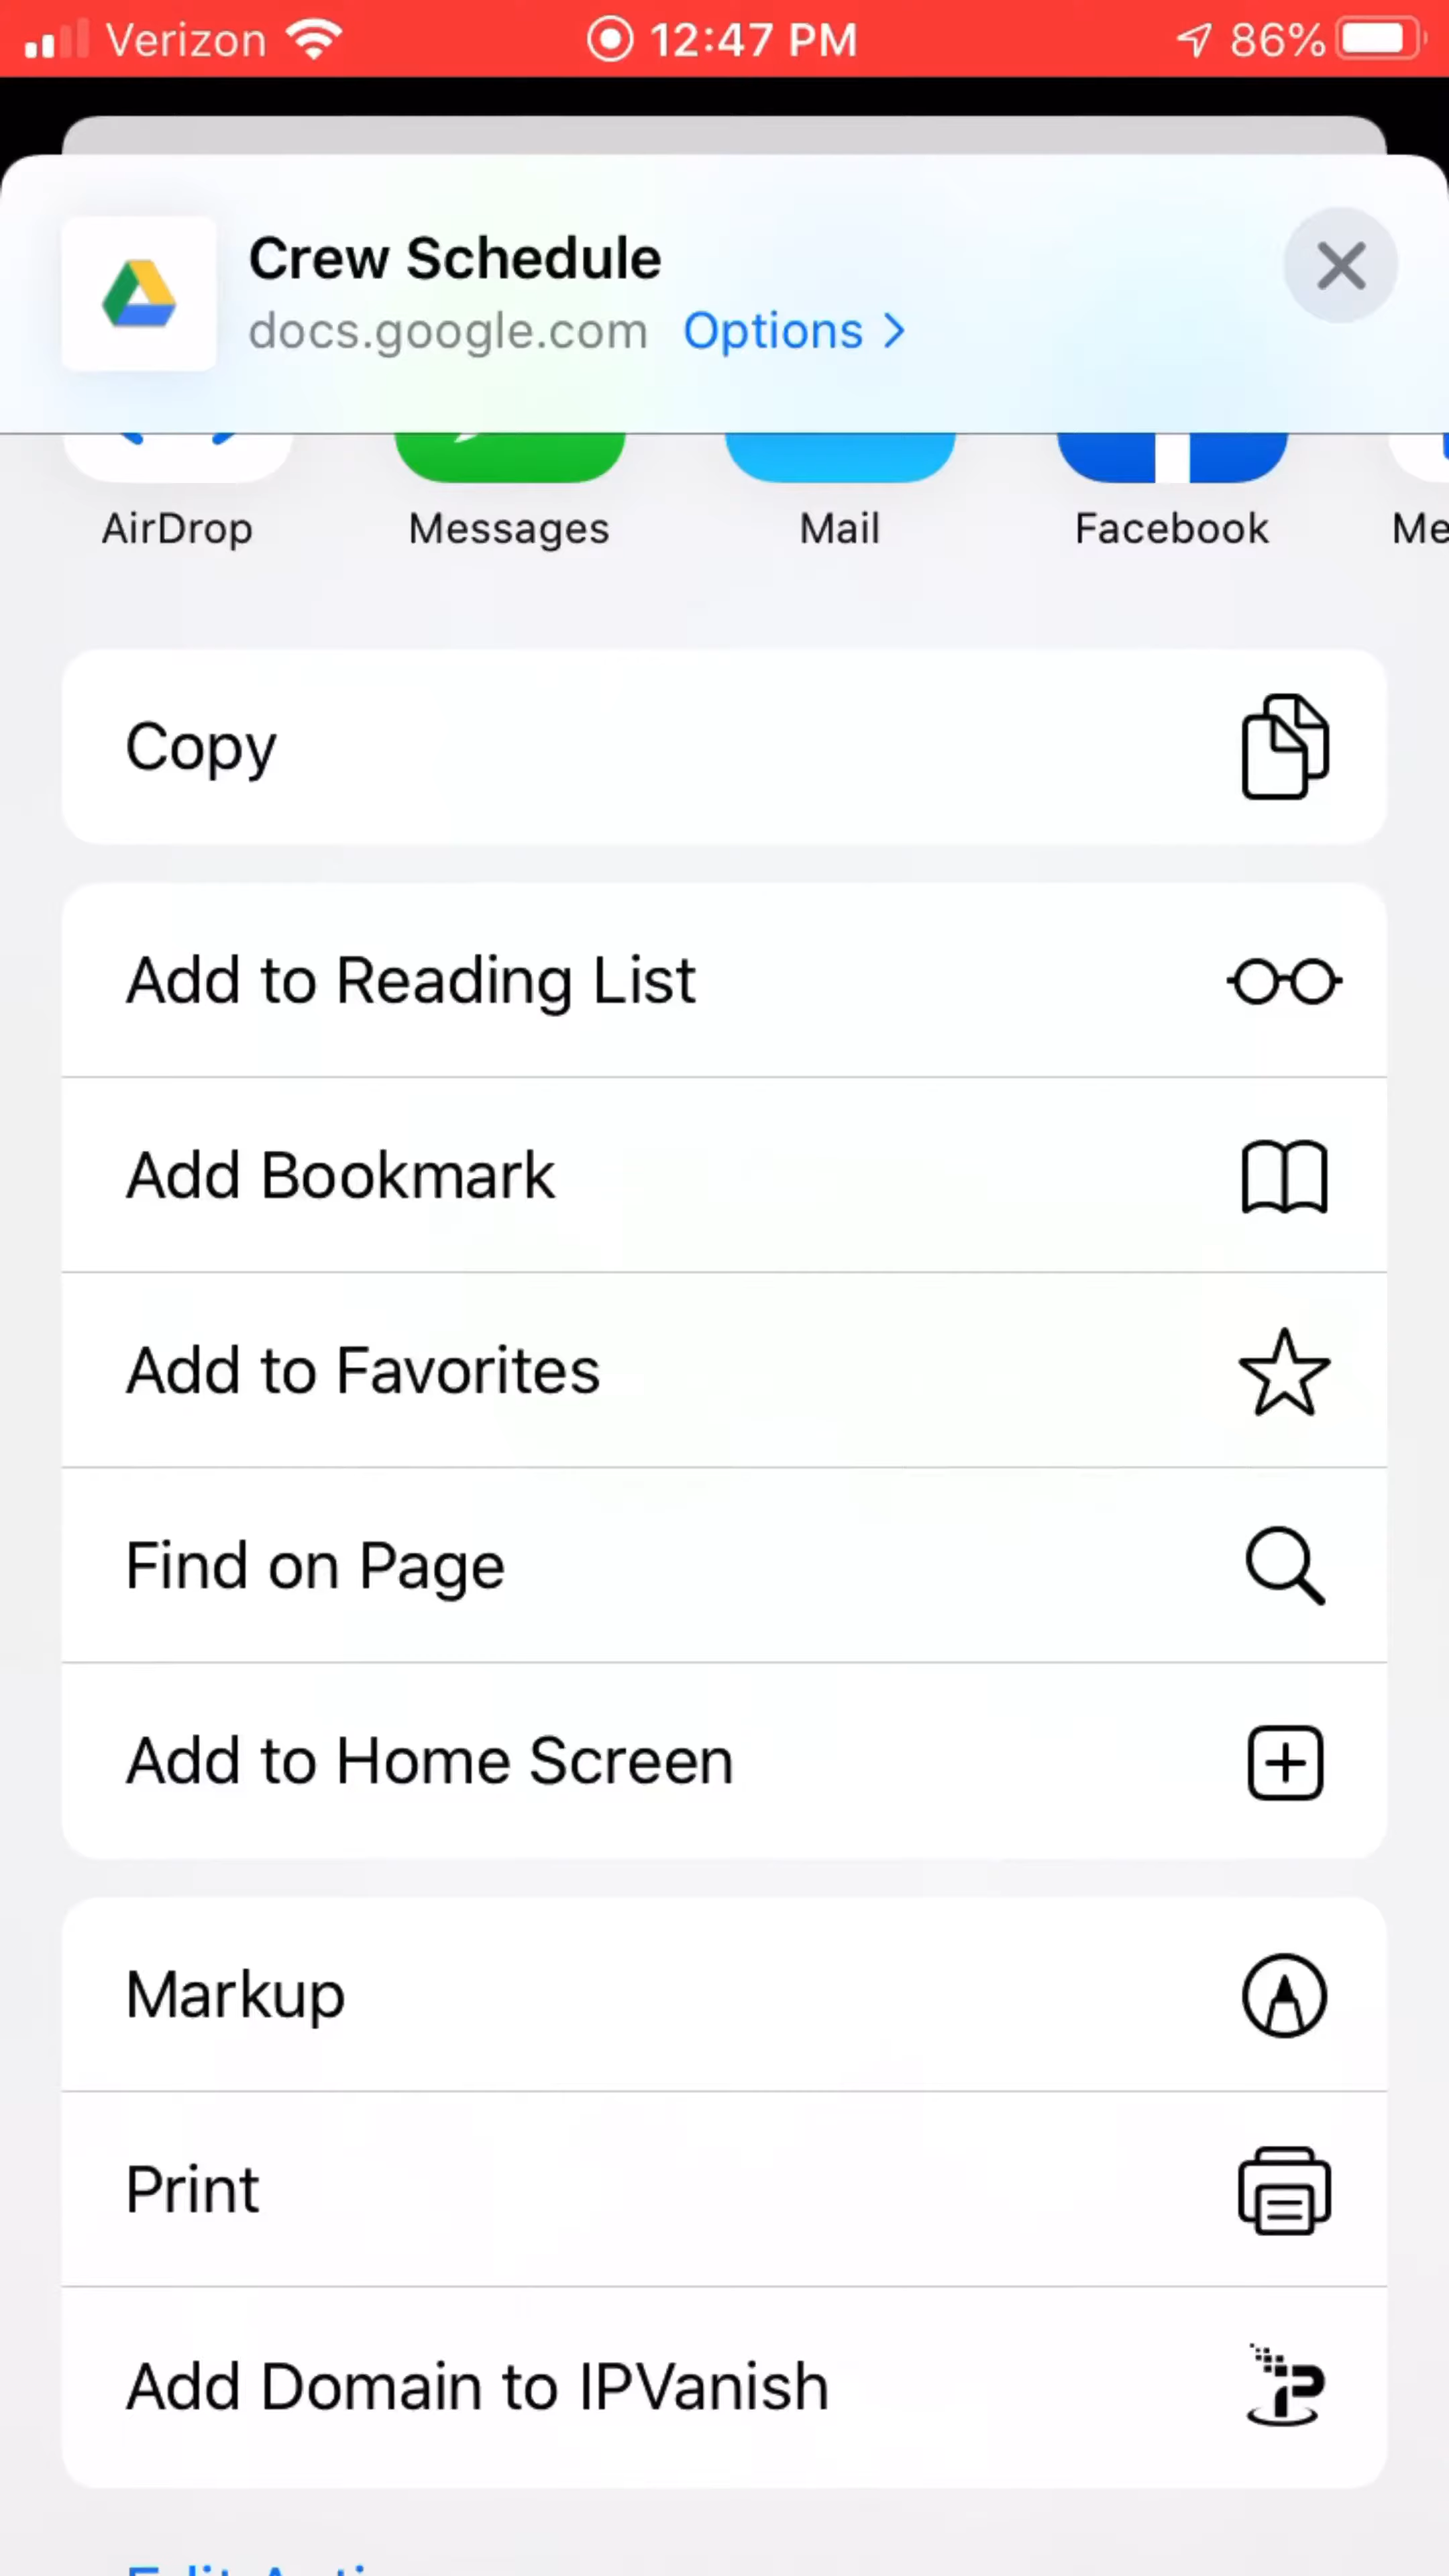 Verizon 12:47 PM 86%
Crew Schedule
docs.google.com Options
AirDrop Messages Mail Facebook Me
Copy
Add to Reading List
Add Bookmark
Add to Favorites
Find on Page
Add to Home Screen
Markup
Print
Add Domain to IPVanish